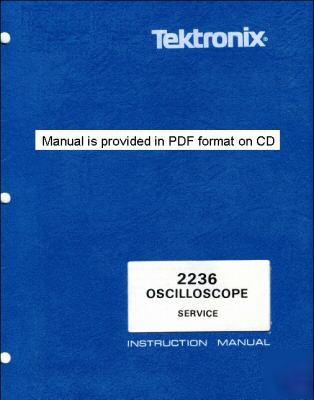 Tektronix®
Manual is provided in PDF format on CD
2236
OSCILLOSCOPE
SERVICE
INSTRUCTION MANUAL